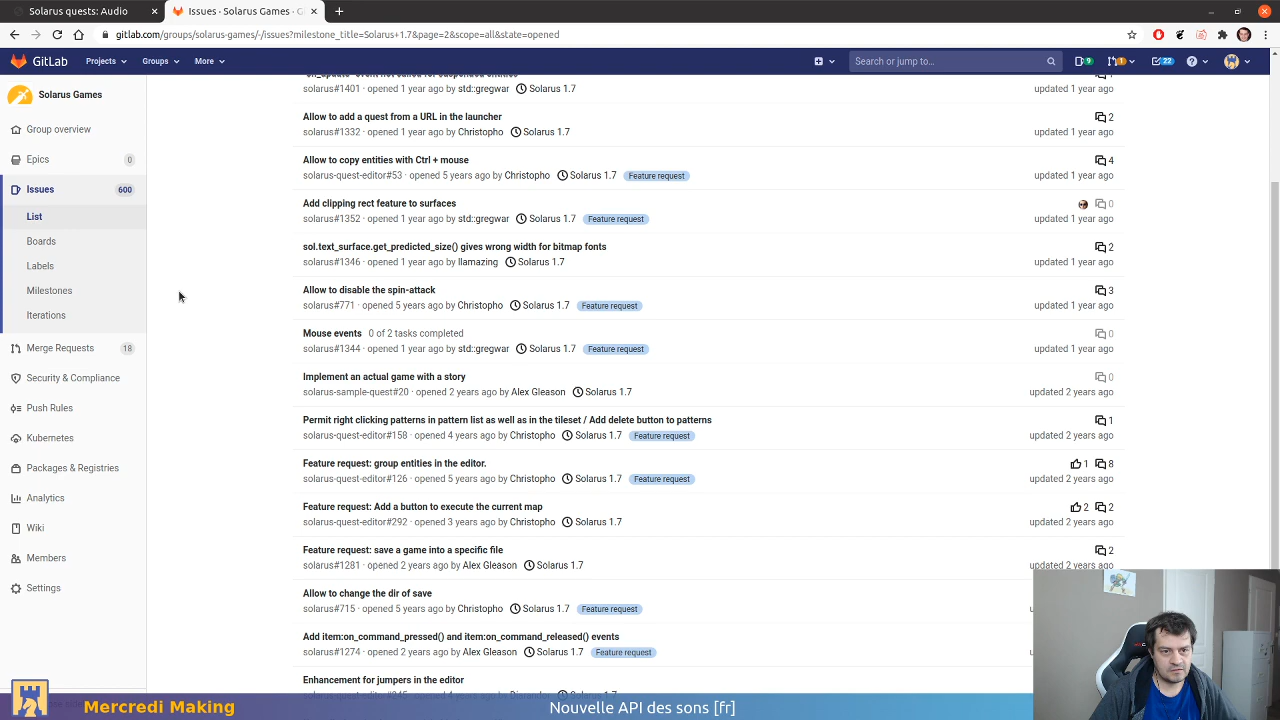 Solarus quests: Audio
Issues · Solarus Games · G
gitlab.com/groups/solarus-games/-/issues?milestone_title=Solarus+1.7&page=2&scope=all&state=opened
GitLab Projects Groups More Search or jump to... 9 1 22
Solarus Games
Group overview
Epics 0
Issues 600
List
Boards
Labels
Milestones
Iterations
Merge Requests 18
Security & Compliance
Push Rules
Kubernetes
Packages & Registries
Analytics
Wiki
Members
Settings
solarus#1401 · opened 1 year ago by std::gregwar Solarus 1.7 updated 1 year ago
Allow to add a quest from a URL in the launcher 2
solarus#1332 · opened 1 year ago by Christopho Solarus 1.7 updated 1 year ago
Allow to copy entities with Ctrl + mouse 4
solarus-quest-editor#53 · opened 5 years ago by Christopho Solarus 1.7 Feature request updated 1 year ago
Add clipping rect feature to surfaces 0
solarus#1352 · opened 1 year ago by std::gregwar Solarus 1.7 Feature request updated 1 year ago
sol.text_surface.get_predicted_size() gives wrong width for bitmap fonts 2
solarus#1346 · opened 1 year ago by llamazing Solarus 1.7 updated 1 year ago
Allow to disable the spin-attack 3
solarus#771 · opened 5 years ago by Christopho Solarus 1.7 Feature request updated 1 year ago
Mouse events 0 of 2 tasks completed 0
solarus#1344 · opened 1 year ago by std::gregwar Solarus 1.7 Feature request updated 1 year ago
Implement an actual game with a story 0
solarus-sample-quest#20 · opened 2 years ago by Alex Gleason Solarus 1.7 updated 2 years ago
Permit right clicking patterns in pattern list as well as in the tileset / Add delete button to patterns 1
solarus-quest-editor#158 · opened 4 years ago by Christopho Solarus 1.7 Feature request updated 2 years ago
Feature request: group entities in the editor. 1 8
solarus-quest-editor#126 · opened 5 years ago by Christopho Solarus 1.7 Feature request updated 2 years ago
Feature request: Add a button to execute the current map 2 2
solarus-quest-editor#292 · opened 3 years ago by Christopho Solarus 1.7 updated 2 years ago
Feature request: save a game into a specific file 2
solarus#1281 · opened 2 years ago by Alex Gleason Solarus 1.7 updated 2 years ago
Allow to change the dir of save
solarus#715 · opened 5 years ago by Christopho Solarus 1.7 Feature request
Add item:on_command_pressed() and item:on_command_released() events
solarus#1274 · opened 2 years ago by Alex Gleason Solarus 1.7 Feature request
Enhancement for jumpers in the editor
Mercredi Making
Nouvelle API des sons [fr]